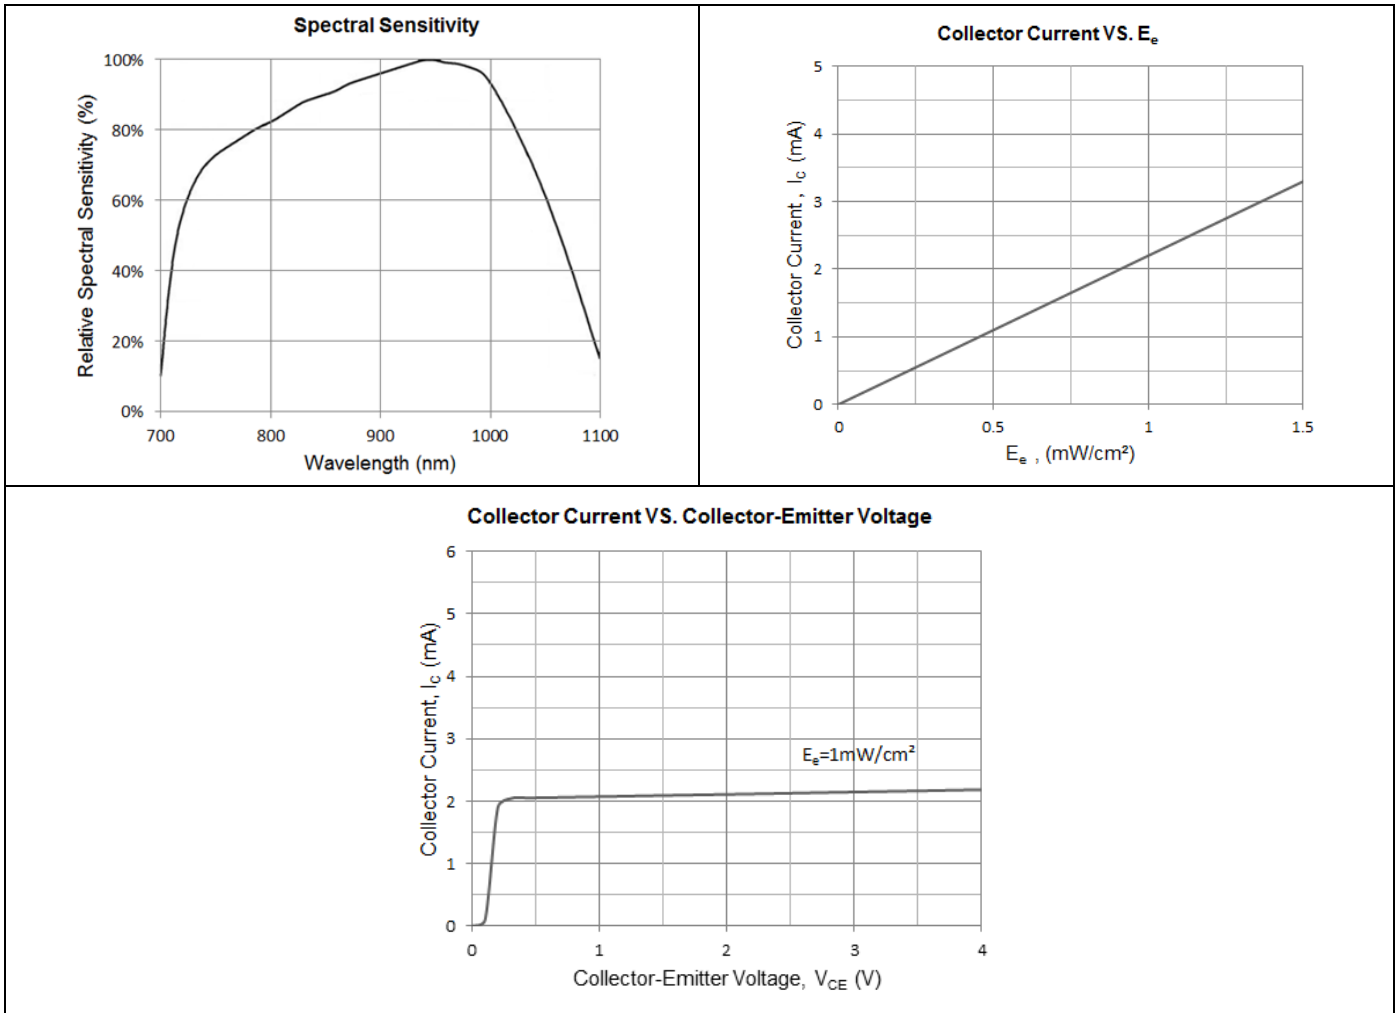 Spectral Sensitivity
Relative Spectral Sensitivity (%)
100%
80%
60%
40%
20%
0%
700 800 900 1000 1100
Wavelength (nm)
Collector Current VS. Eₑ
Collector Current , I_C (mA)
5
4
3
2
1
0
0 0.5 1 1.5
Eₑ , (mW/cm²)
Collector Current VS. Collector-Emitter Voltage
Collector Current, I_C (mA)
6
5
4
3
2
1
0
Eₑ=1mW/cm²
0 1 2 3 4
Collector-Emitter Voltage, V_CE (V)